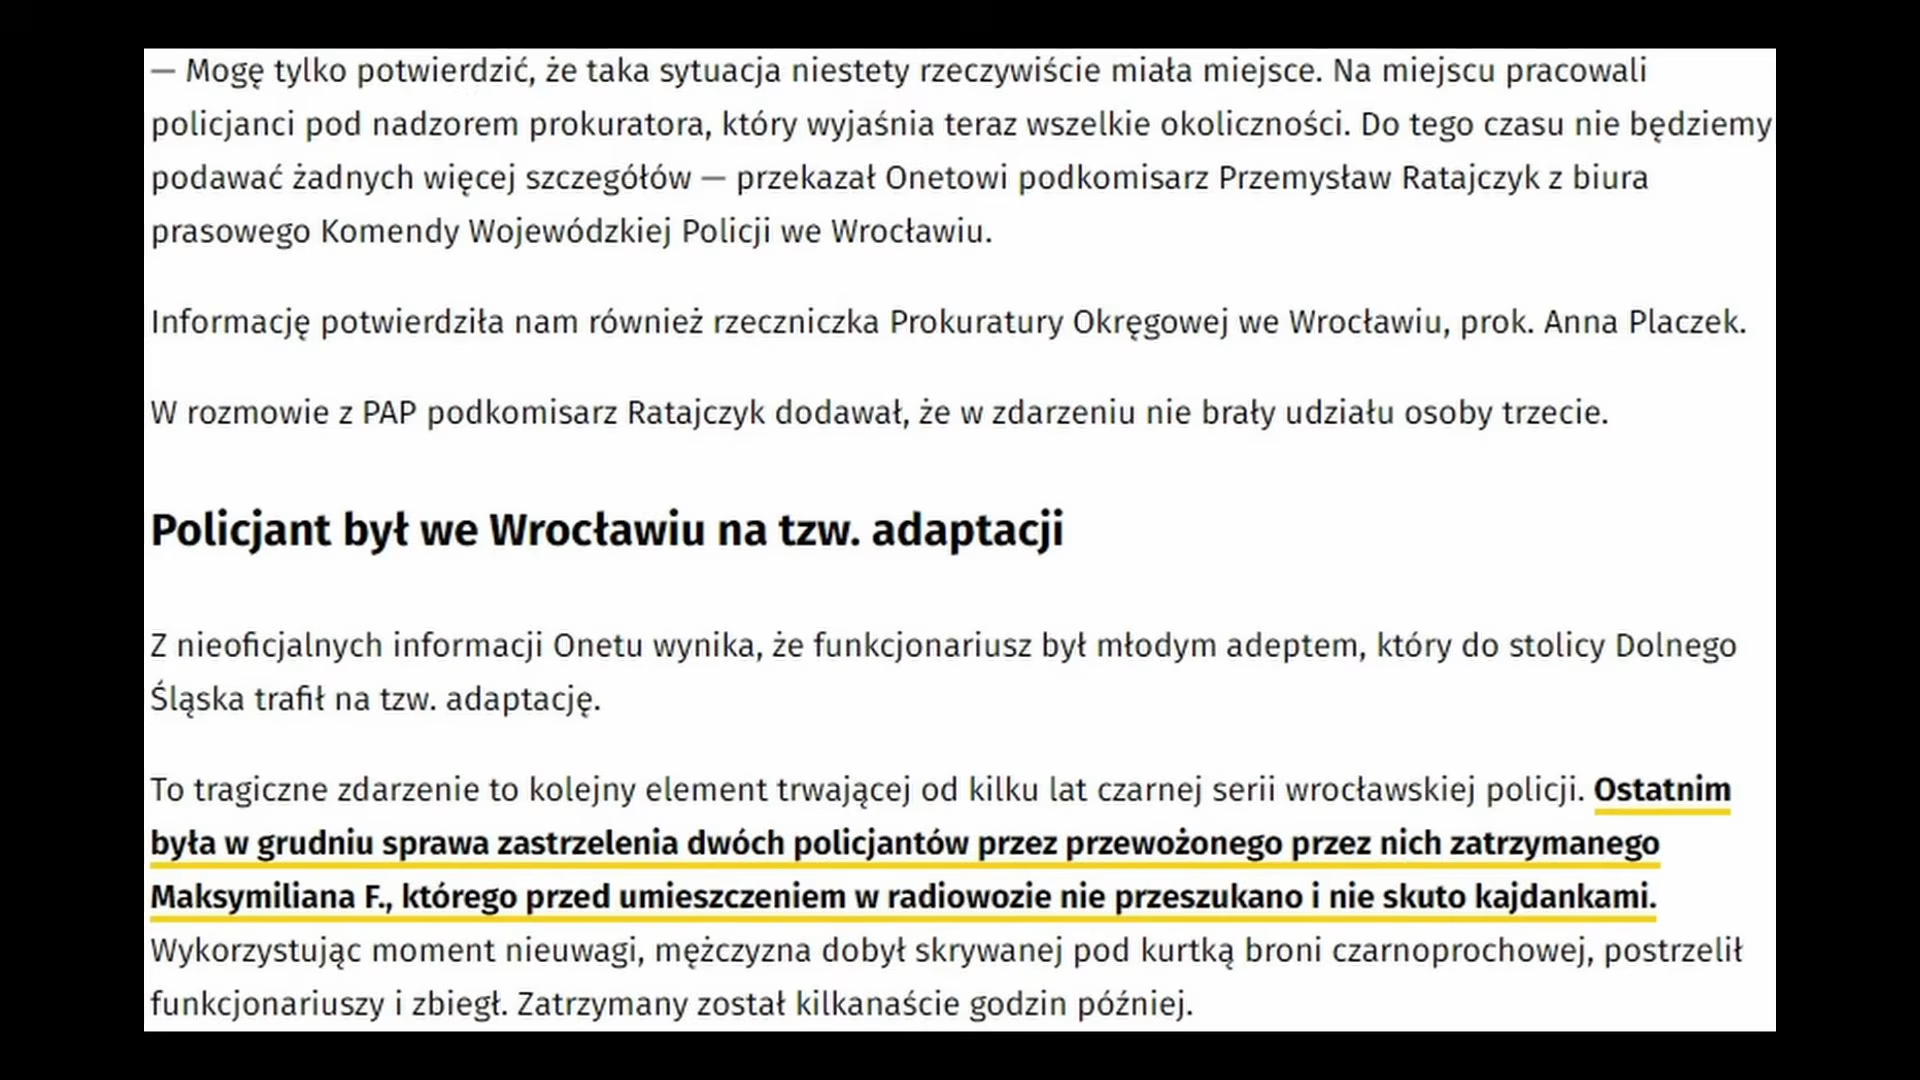 — Mogę tylko potwierdzić, że taka sytuacja niestety rzeczywiście miała miejsce. Na miejscu pracowali
policjanci pod nadzorem prokuratora, który wyjaśnia teraz wszelkie okoliczności. Do tego czasu nie będziemy
podawać żadnych więcej szczegółów — przekazał Onetowi podkomisarz Przemysław Ratajczyk z biura
prasowego Komendy Wojewódzkiej Policji we Wrocławiu.
Informację potwierdziła nam również rzeczniczka Prokuratury Okręgowej we Wrocławiu, prok. Anna Placzek.
W rozmowie z PAP podkomisarz Ratajczyk dodawał, że w zdarzeniu nie brały udziału osoby trzecie.
Policjant był we Wrocławiu na tzw. adaptacji
Z nieoficjalnych informacji Onetu wynika, że funkcjonariusz był młodym adeptem, który do stolicy Dolnego
Śląska trafił na tzw. adaptację.
To tragiczne zdarzenie to kolejny element trwającej od kilku lat czarnej serii wrocławskiej policji. Ostatnim
była w grudniu sprawa zastrzelenia dwóch policjantów przez przewożonego przez nich zatrzymanego
Maksymiliana F., którego przed umieszczeniem w radiowozie nie przeszukano i nie skuto kajdankami.
Wykorzystując moment nieuwagi, mężczyzna dobył skrywanej pod kurtką broni czarnoprochowej, postrzelił
funkcjonariuszy i zbiegł. Zatrzymany został kilkanaście godzin później.